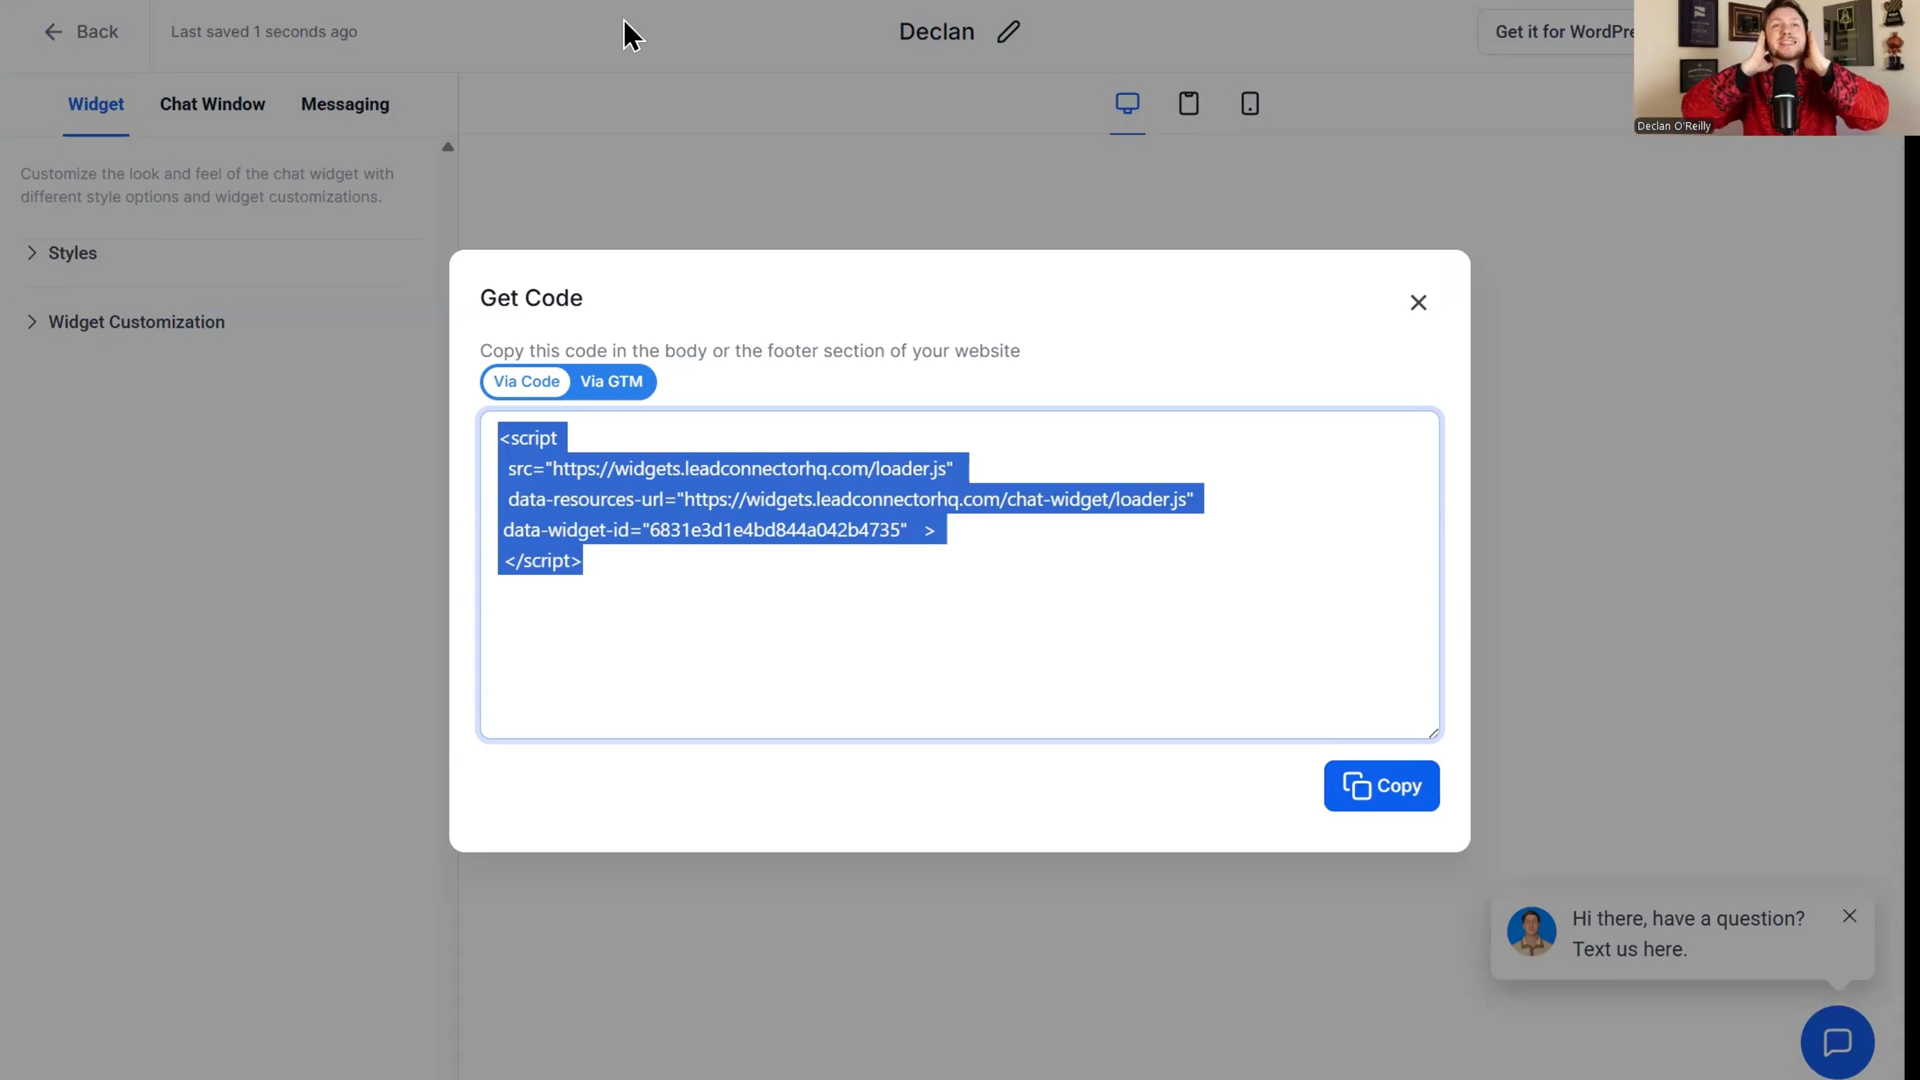 Back
Last saved 1 seconds ago
Declan
Get it for WordPre
Declan O'Reilly
Widget
Chat Window
Messaging
Customize the look and feel of the chat widget with
different style options and widget customizations.
Styles
Widget Customization
Get Code
Copy this code in the body or the footer section of your website
Via Code
Via GTM
<script
src="https://widgets.leadconnectorhq.com/loader.js"
data-resources-url="https://widgets.leadconnectorhq.com/chat-widget/loader.js"
data-widget-id="6831e3d1e4bd844a042b4735" >
</script>
Copy
Hi there, have a question?
Text us here.